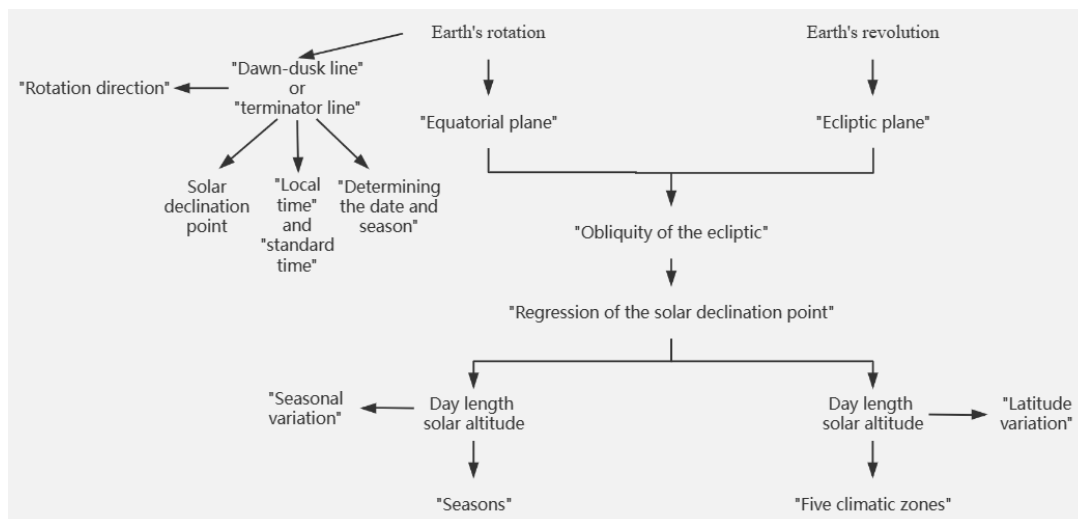 Earth's rotation
Earth's revolution
"Dawn-dusk line"
or
"terminator line"
"Rotation direction"
"Equatorial plane"
"Ecliptic plane"
Solar
declination
point
"Local
time"
and
"standard
time"
"Determining
the date and
season"
"Obliquity of the ecliptic"
"Regression of the solar declination point"
"Seasonal
variation"
Day length
solar altitude
Day length
solar altitude
"Latitude
variation"
"Seasons"
"Five climatic zones"